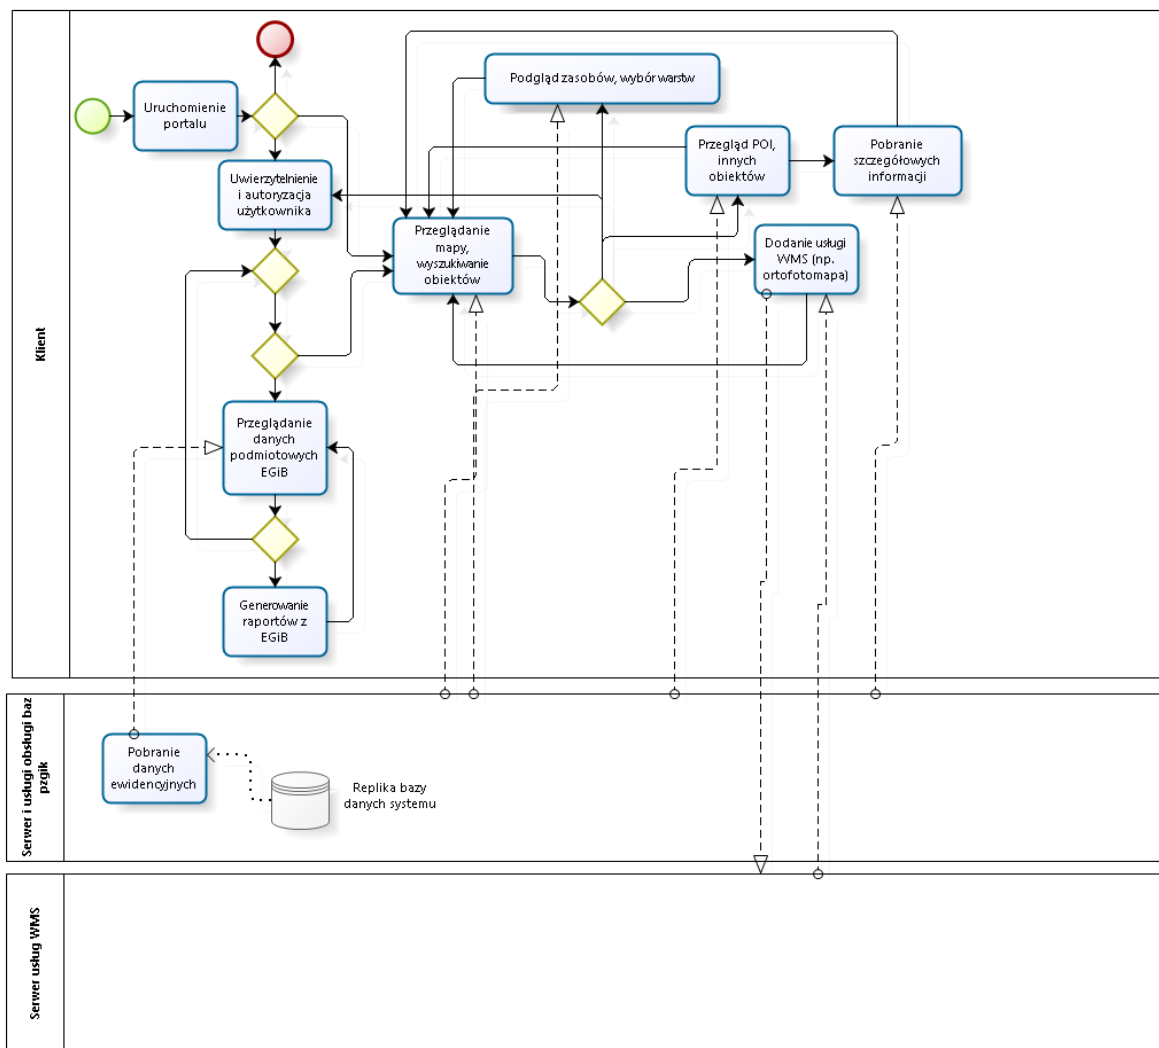 Klient
Uruchomienie
portalu
Podgląd zasobów, wybór warstw
Przegląd POI,
innych
obiektów
Pobranie
szczegółowych
informacji
Uwierzytelnienie
i autoryzacja
użytkownika
Przeglądanie
mapy,
wyszukiwanie
obiektów
Dodanie usługi
WMS (np.
ortofotomapa)
Przeglądanie
danych
podmiotowych
EGiB
Generowanie
raportów z
EGiB
Serwer i usługi obsługi baz
pzgik
Pobranie
danych
ewidencyjnych
Replika bazy
danych systemu
Serwer usług WMS